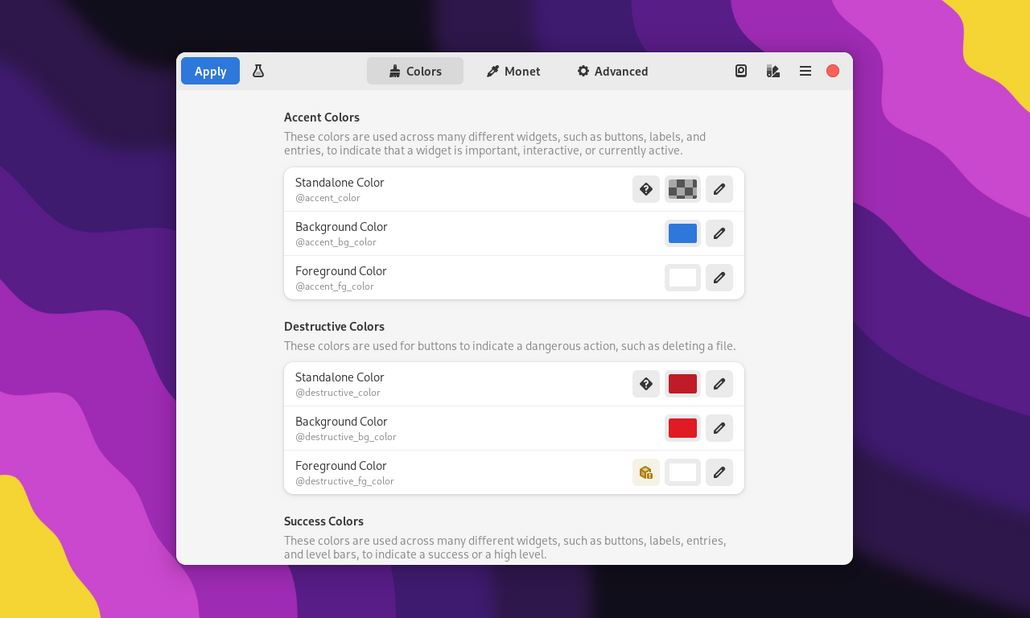 Apply
Colors
Monet
Advanced
Accent Colors
These colors are used across many different widgets, such as buttons, labels, and
entries, to indicate that a widget is important, interactive, or currently active.
Standalone Color
@accent_color
Background Color
@accent_bg_color
Foreground Color
@accent_fg_color
Destructive Colors
These colors are used for buttons to indicate a dangerous action, such as deleting a file.
Standalone Color
@destructive_color
Background Color
@destructive_bg_color
Foreground Color
@destructive_fg_color
Success Colors
These colors are used across many different widgets, such as buttons, labels, entries,
and level bars, to indicate a success or a high level.